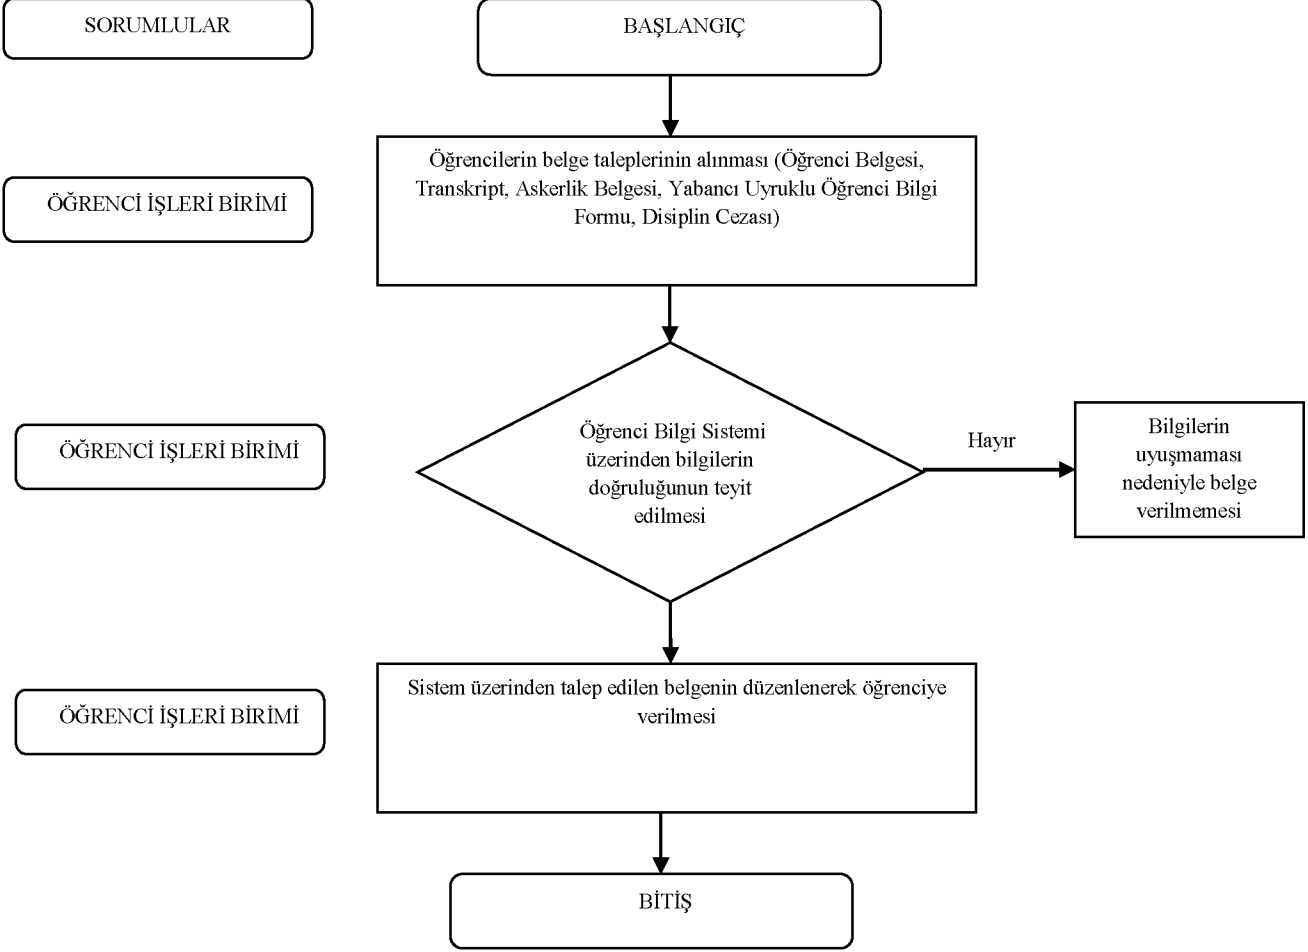 SORUMLULAR
BAŞLANGIÇ
Öğrencilerin belge taleplerinin alınması (Öğrenci Belgesi,
Transkript, Askerlik Belgesi, Yabancı Uyruklu Öğrenci Bilgi
Formu, Disiplin Cezası)
ÖĞRENCİ İŞLERİ BİRİMİ
ÖĞRENCİ İŞLERİ BİRİMİ
Öğrenci Bilgi Sistemi
üzerinden bilgilerin
doğruluğunun teyit
edilmesi
Hayır
Bilgilerin
uyuşmaması
nedeniyle belge
verilmemesi
ÖĞRENCİ İŞLERİ BİRİMİ
Sistem üzerinden talep edilen belgenin düzenlenerek öğrenciye
verilmesi
BİTİŞ